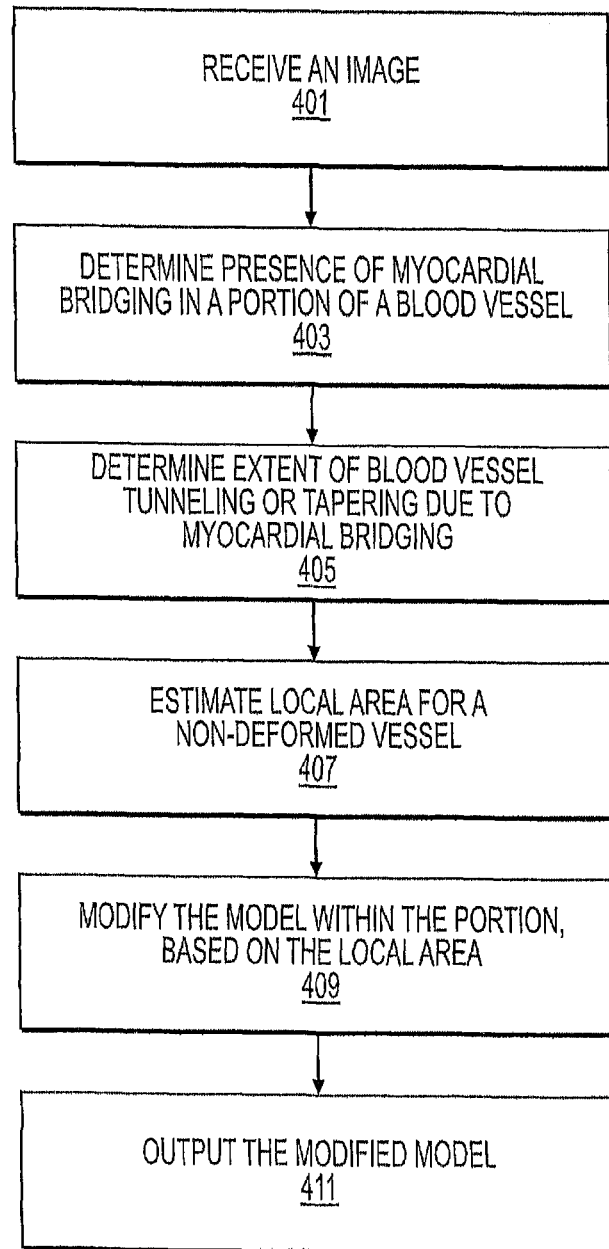 RECEIVE AN IMAGE
401
DETERMINE PRESENCE OF MYOCARDIAL
BRIDGING IN A PORTION OF A BLOOD VESSEL
403
DETERMINE EXTENT OF BLOOD VESSEL
TUNNELING OR TAPERING DUE TO
MYOCARDIAL BRIDGING
405
ESTIMATE LOCAL AREA FOR A
NON-DEFORMED VESSEL
407
MODIFY THE MODEL WITHIN THE PORTION,
BASED ON THE LOCAL AREA
409
OUTPUT THE MODIFIED MODEL
411